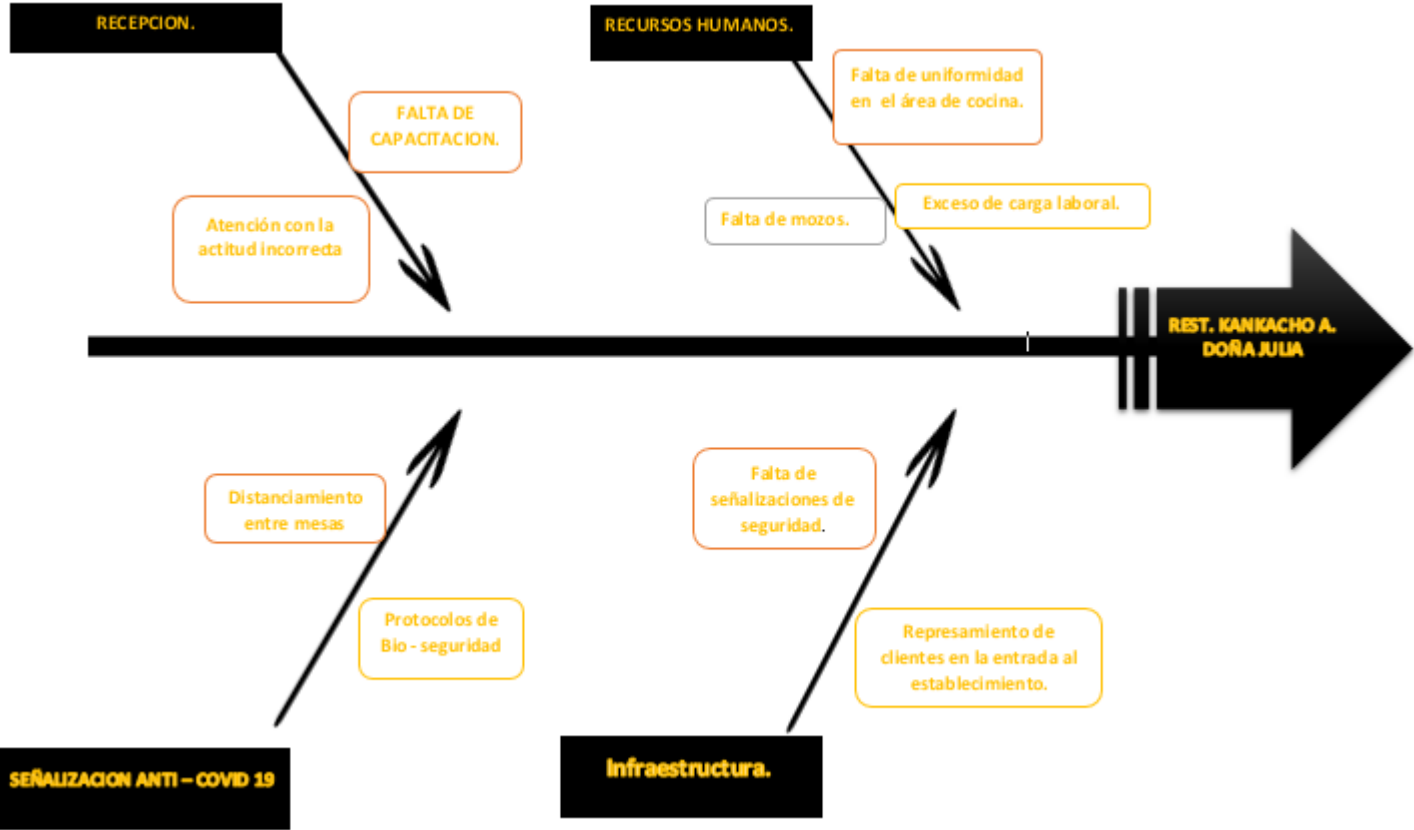 RECEPCION.
RECURSOS HUMANOS.
FALTA DE
CAPACITACION.
Atención con la
actitud incorrecta
Falta de uniformidad
en el área de cocina.
Falta de mozos.
Exceso de carga laboral.
REST. KANKACHO A.
DOÑA JULIA
Distanciamiento
entre mesas
Protocolos de
Bio - seguridad
Falta de
señalizaciones de
seguridad.
Represamiento de
clientes en la entrada al
establecimiento.
SEÑALIZACION ANTI – COVID 19
Infraestructura.